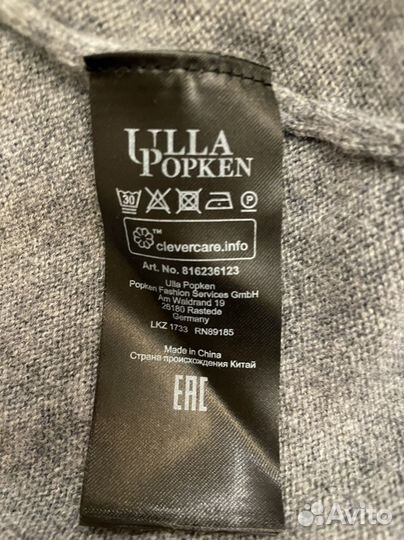 ULLA
POPKEN
30
P
clevercare.info
TM
Art. No. 816236123
Ulla Popken
Popken Fashion Services GmbH
Am Waldrand 19
26180 Rastede
Germany
LKZ 1733 RN89185
Made in China
Страна происхождения Китай
EAC
Avito